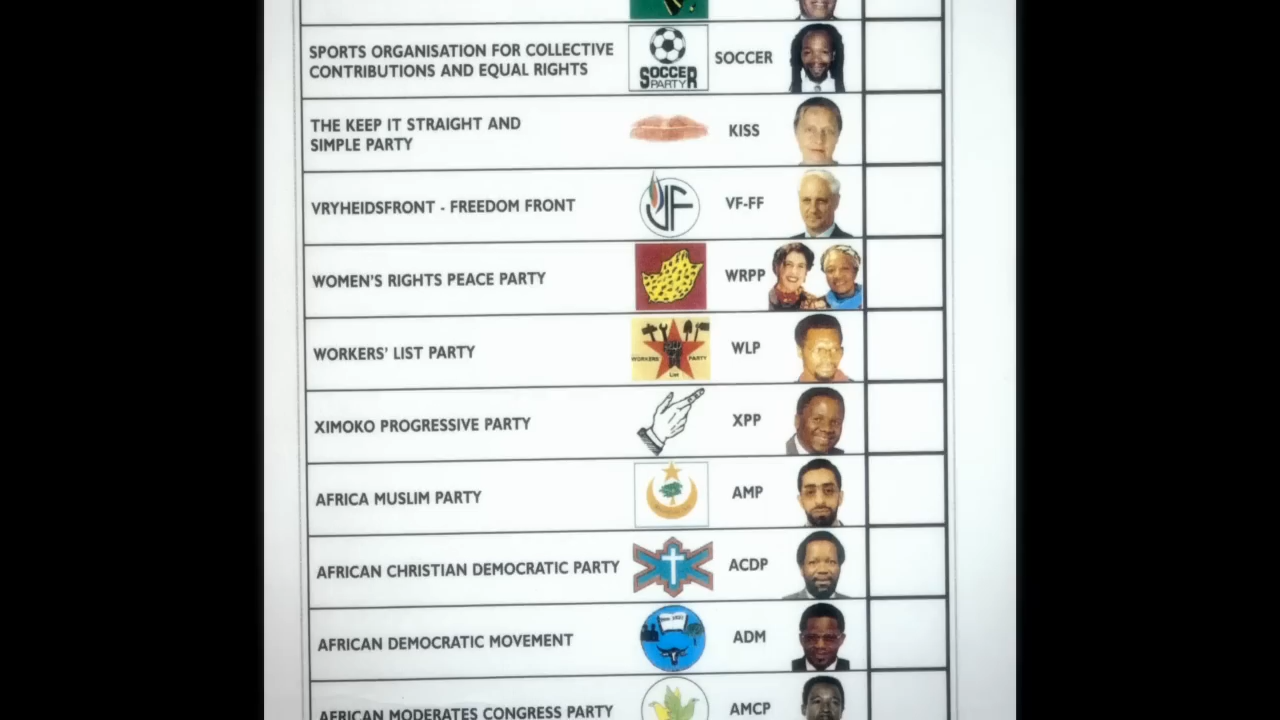 SPORTS ORGANISATION FOR COLLECTIVE
CONTRIBUTIONS AND EQUAL RIGHTS
SOCCER
PARTY
SOCCER
THE KEEP IT STRAIGHT AND
SIMPLE PARTY
KISS
VRYHEIDSFRONT - FREEDOM FRONT
VF
VF-FF
WOMEN'S RIGHTS PEACE PARTY
WRPP
WORKERS' LIST PARTY
WORKERS PARTY
List
WLP
XIMOKO PROGRESSIVE PARTY
XPP
AFRICA MUSLIM PARTY
AMP
AFRICAN CHRISTIAN DEMOCRATIC PARTY
ACDP
AFRICAN DEMOCRATIC MOVEMENT
ADM
AFRICAN MODERATES CONGRESS PARTY
AMCP